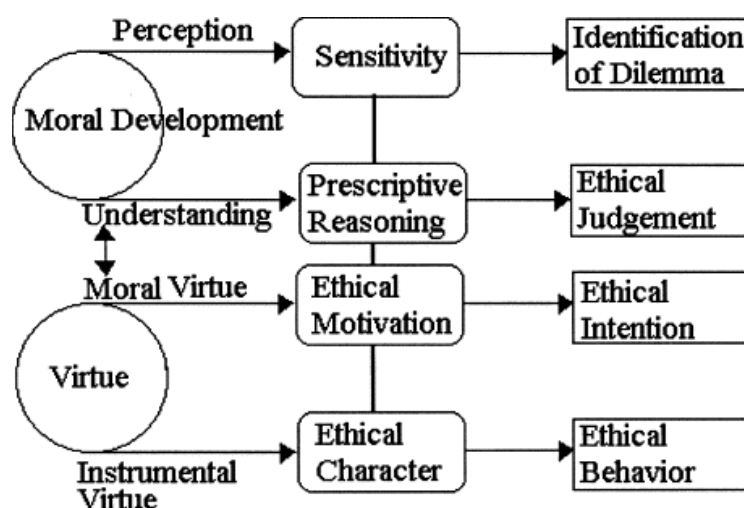 Perception
Sensitivity
Identification
of Dilemma
Moral Development
Understanding
Prescriptive
Reasoning
Ethical
Judgement
Moral Virtue
Ethical
Motivation
Ethical
Intention
Virtue
Instrumental
Virtue
Ethical
Character
Ethical
Behavior